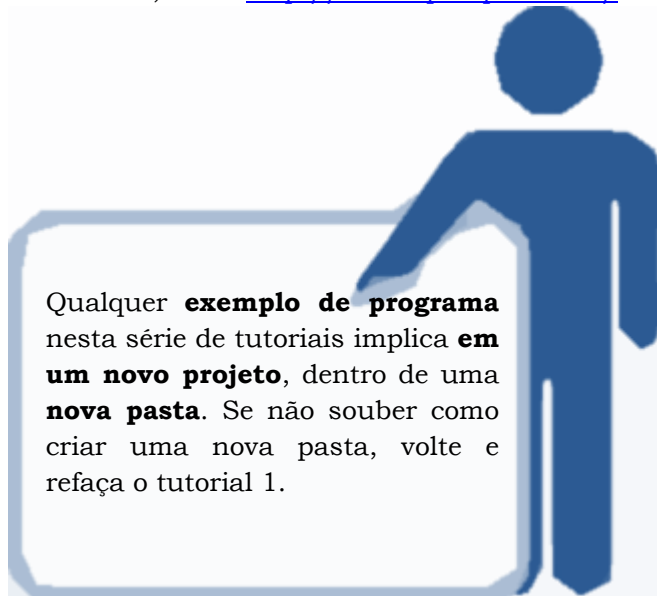 Qualquer exemplo de programa
nesta série de tutoriais implica em
um novo projeto, dentro de uma
nova pasta. Se não souber como
criar uma nova pasta, volte e
refaça o tutorial 1.